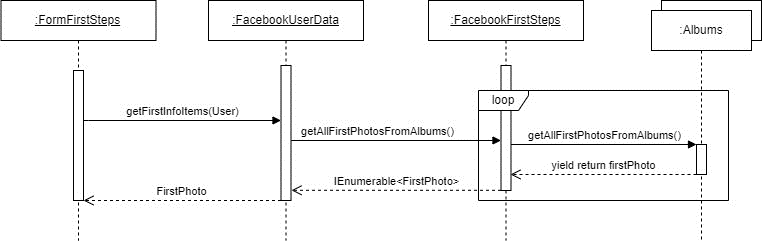 :FormFirstSteps
:FacebookUserData
:FacebookFirstSteps
:Albums
loop
getFirstInfoItems(User)
getAllFirstPhotosFromAlbums()
getAllFirstPhotosFromAlbums()
yield return firstPhoto
IEnumerable<FirstPhoto>
FirstPhoto